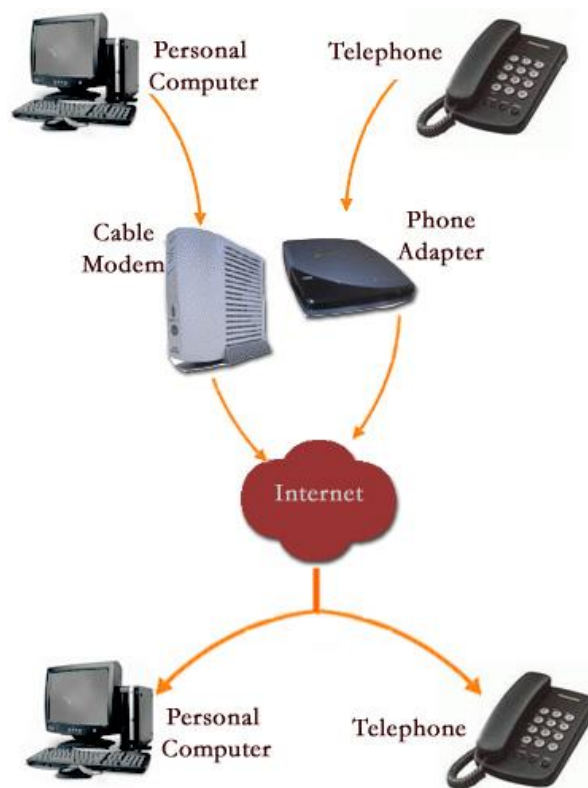 Personal
Computer
Telephone
Cable
Modem
Phone
Adapter
Internet
Personal
Computer
Telephone